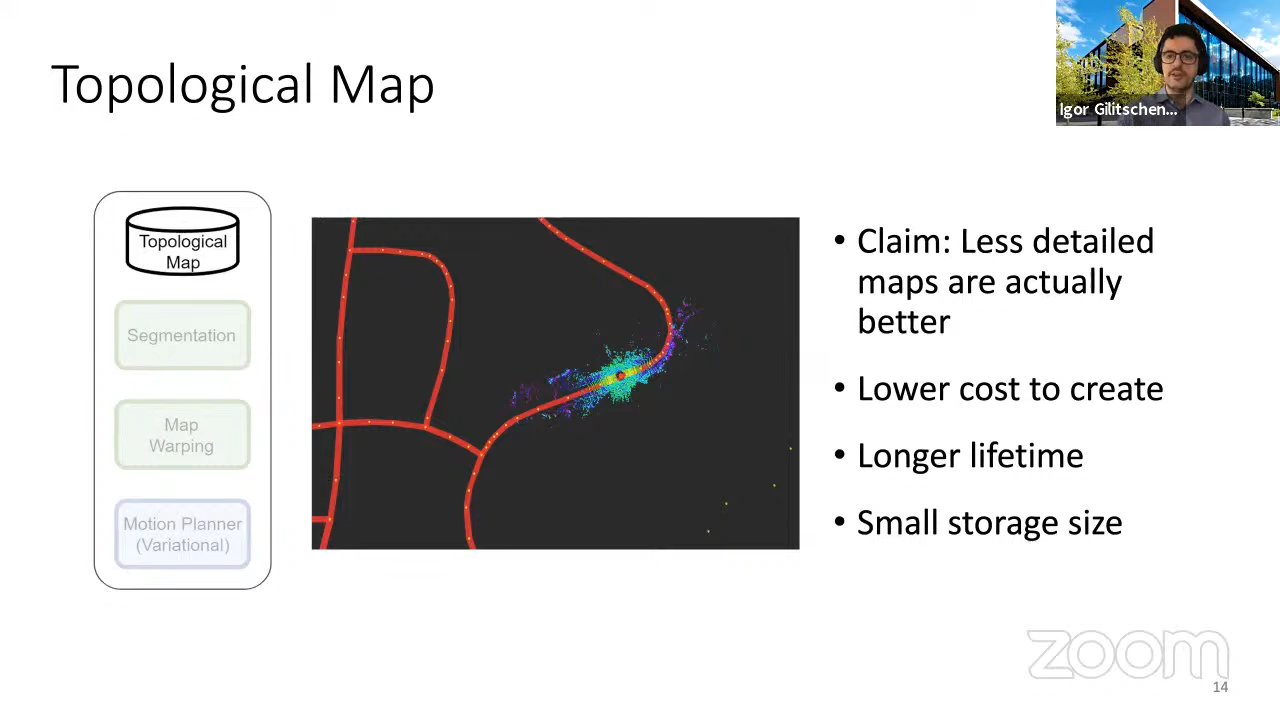 Topological Map
Igor Gilitschen...
Topological
Map
Segmentation
Map
Warping
Motion Planner
(Variational)
• Claim: Less detailed
maps are actually
better
• Lower cost to create
• Longer lifetime
• Small storage size
zoom
14